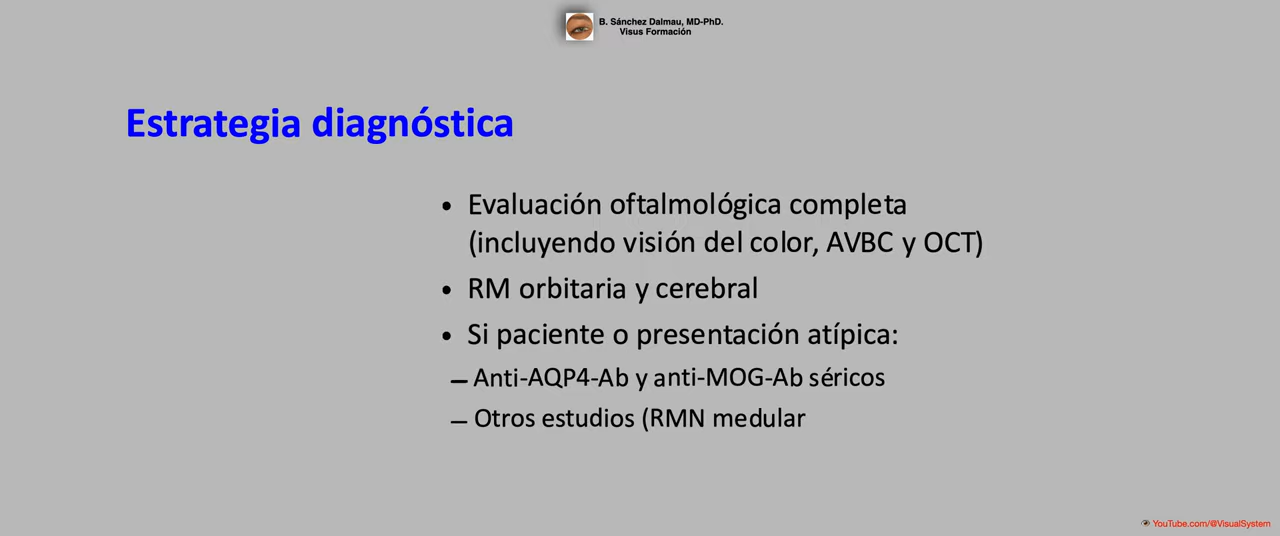 B. Sánchez Dalmau, MD-PhD.
Visus Formación
Estrategia diagnóstica
• Evaluación oftalmológica completa
(incluyendo visión del color, AVBC y OCT)
• RM orbitaria y cerebral
• Si paciente o presentación atípica:
– Anti-AQP4-Ab y anti-MOG-Ab séricos
– Otros estudios (RMN medular
YouTube.com/@VisualSystem